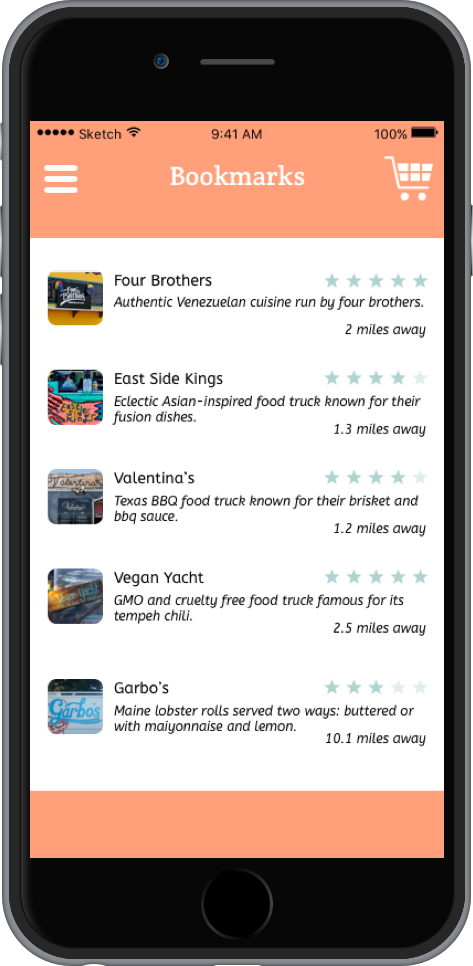 Sketch 9:41 AM 100%
Bookmarks
Four Brothers
Authentic Venezuelan cuisine run by four brothers.
2 miles away
East Side Kings
Eclectic Asian-inspired food truck known for their
fusion dishes.
1.3 miles away
Valentina's
Valentina's
Texas BBQ food truck known for their brisket and
bbq sauce.
1.2 miles away
Vegan Yacht
Vegan Yacht
GMO and cruelty free food truck famous for its
tempeh chili.
2.5 miles away
Garbo's
Garbo's
Maine lobster rolls served two ways: buttered or
with maiyonnaise and lemon.
10.1 miles away